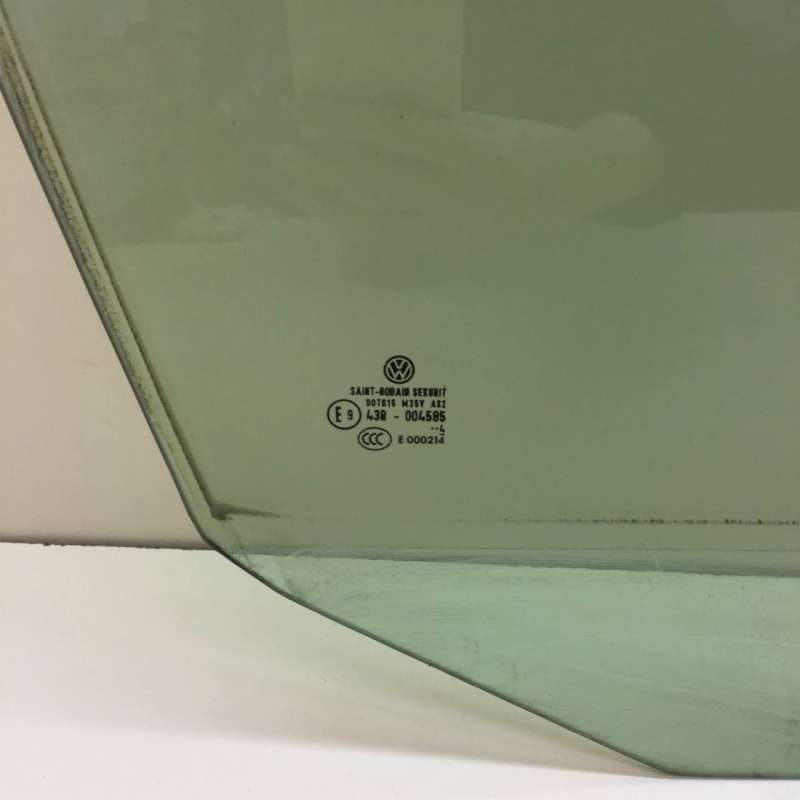 SAINT-GOBAIN SEKURIT
DOT615 M35Y AS2
E 9 43R - 004585
··4
CCC E 000214